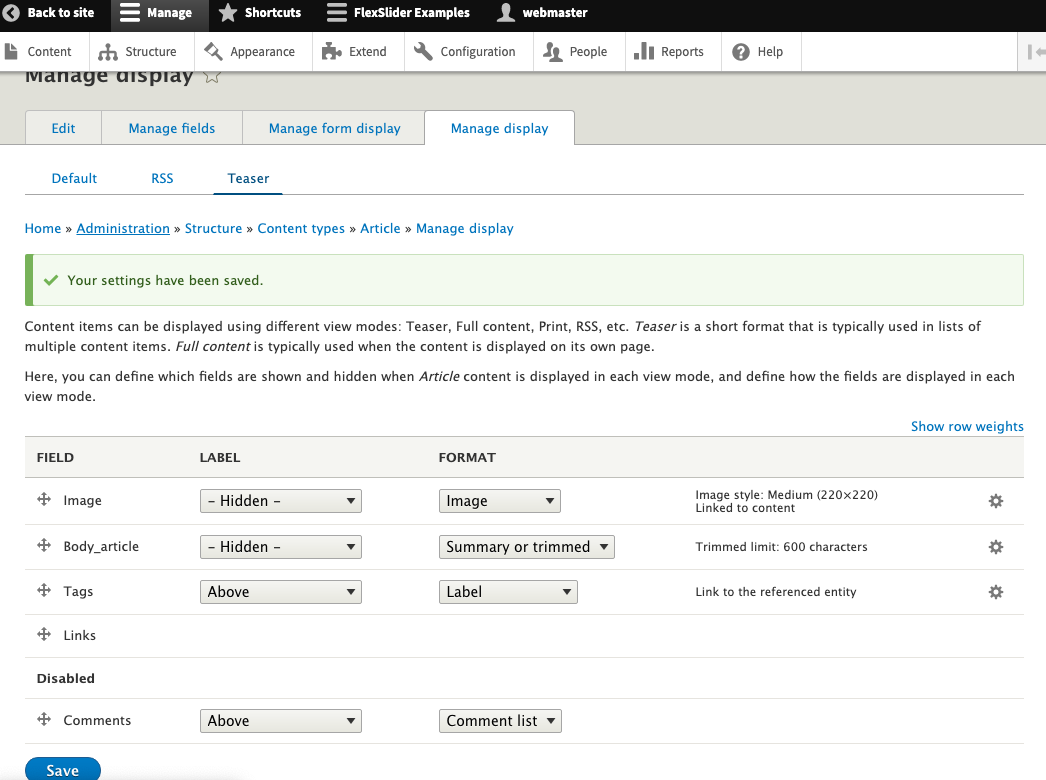 Back to site Manage Shortcuts FlexSlider Examples webmaster
Content Structure Appearance Extend Configuration People Reports Help
Manage display
Edit Manage fields Manage form display Manage display
Default RSS Teaser
Home » Administration » Structure » Content types » Article » Manage display
Your settings have been saved.
Content items can be displayed using different view modes: Teaser, Full content, Print, RSS, etc. Teaser is a short format that is typically used in lists of
multiple content items. Full content is typically used when the content is displayed on its own page.
Here, you can define which fields are shown and hidden when Article content is displayed in each view mode, and define how the fields are displayed in each
view mode.
Show row weights
FIELD LABEL FORMAT
Image - Hidden - Image Image style: Medium (220×220)
Linked to content
Body_article - Hidden - Summary or trimmed Trimmed limit: 600 characters
Tags Above Label Link to the referenced entity
Links
Disabled
Comments Above Comment list
Save